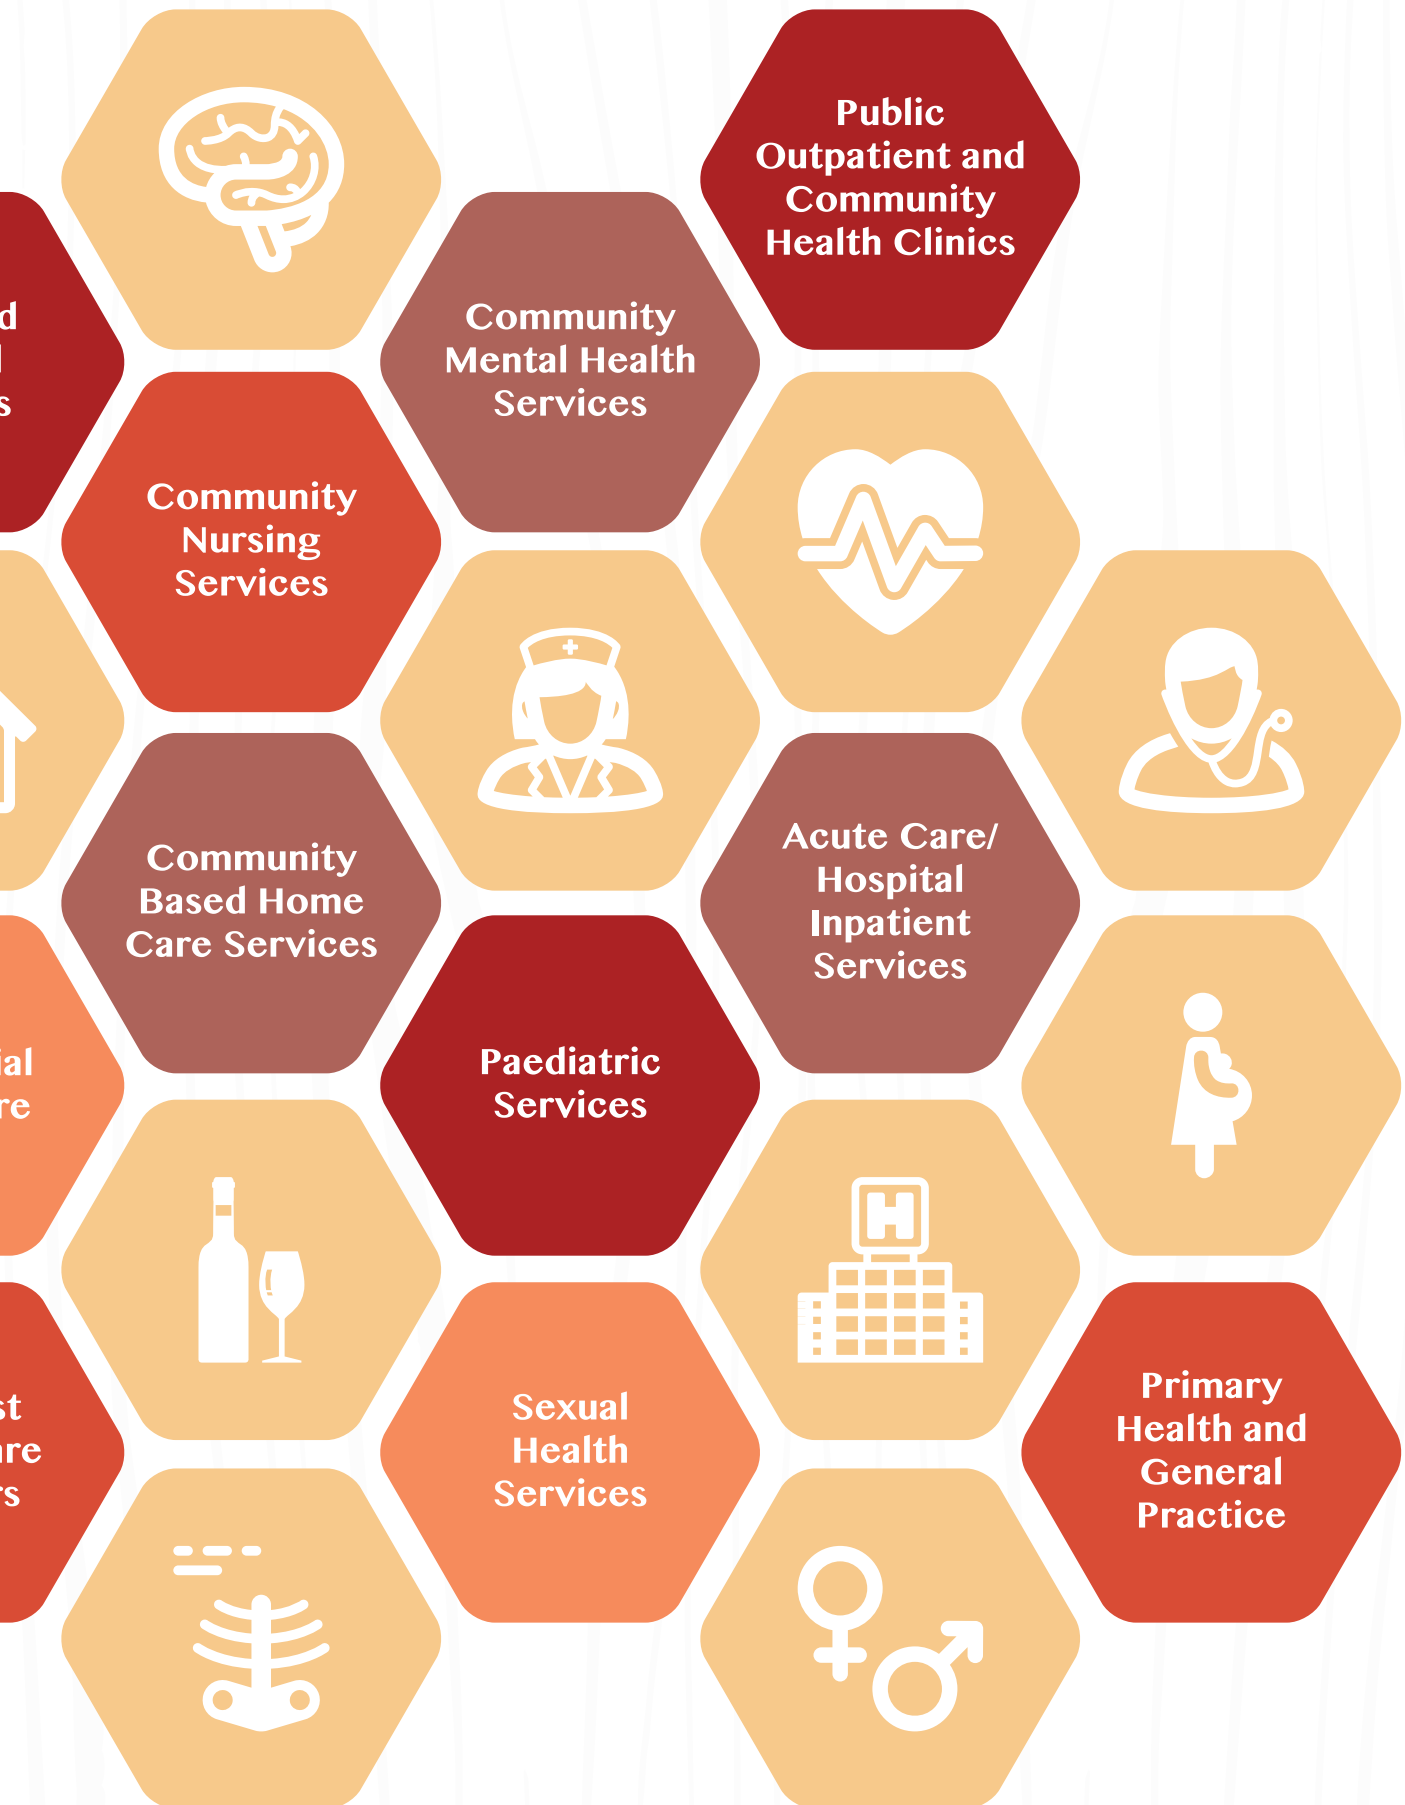 Public
Outpatient and
Community
Health Clinics
Community
Mental Health
Services
Community
Nursing
Services
Acute Care/
Hospital
Inpatient
Services
Community
Based Home
Care Services
Paediatric
Services
Primary
Health and
General
Practice
Sexual
Health
Services
H